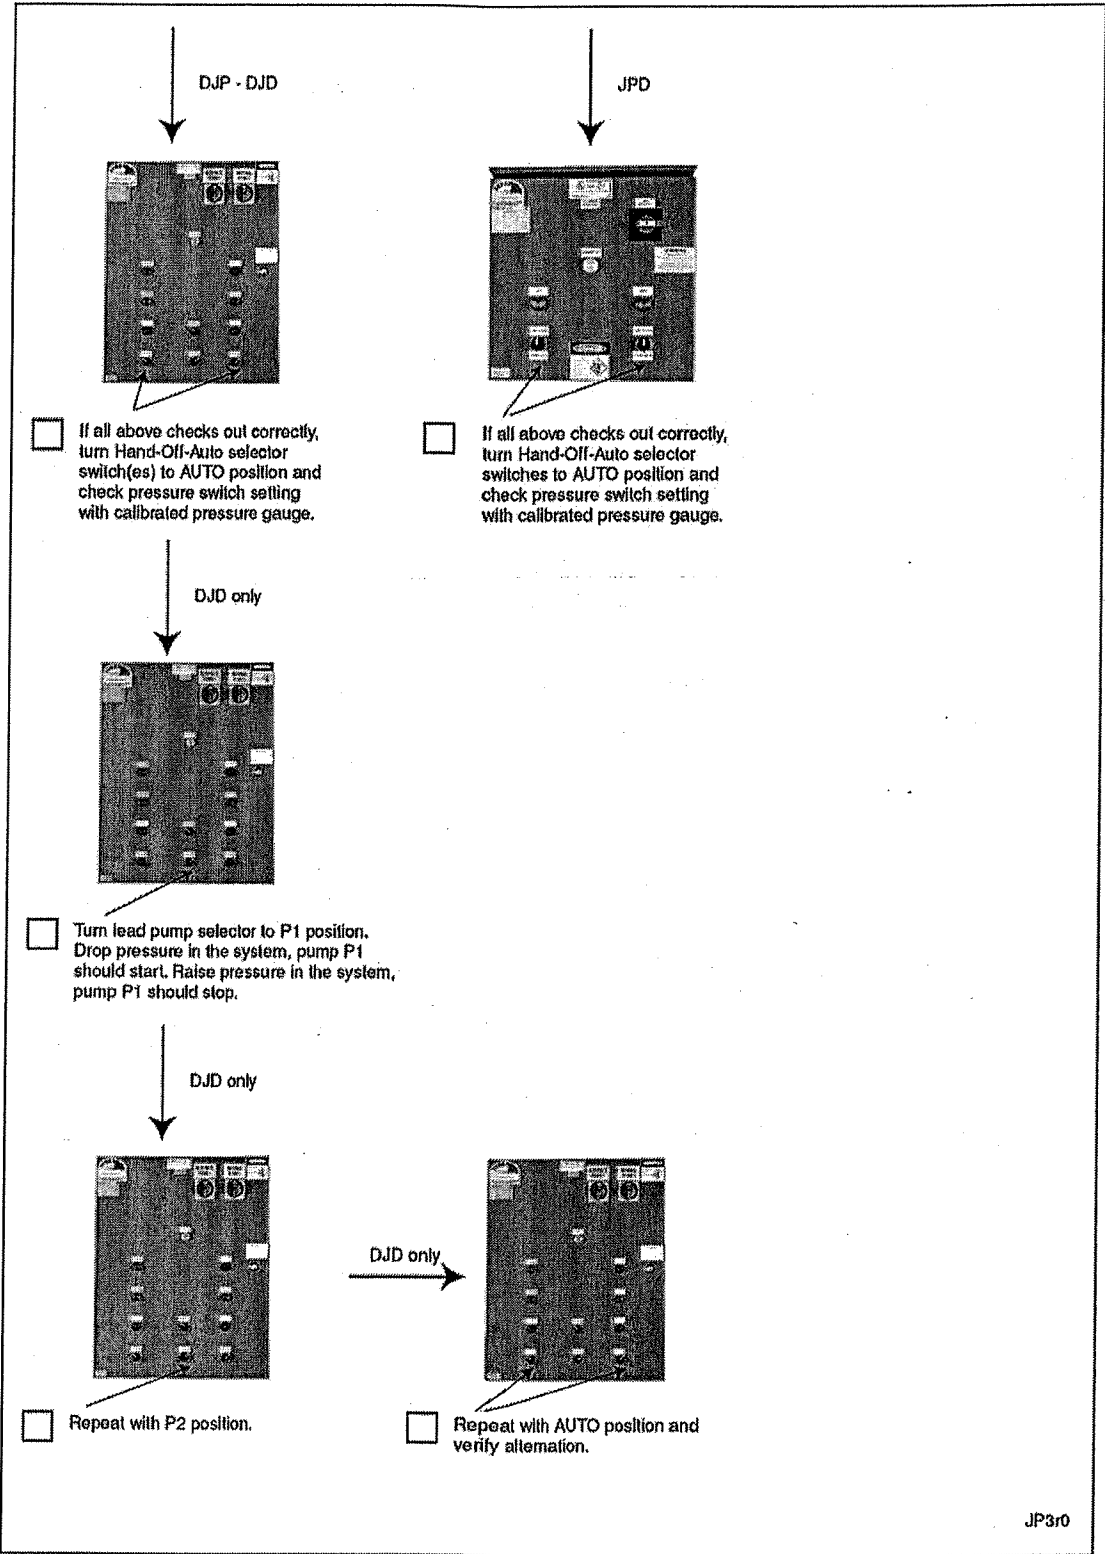 DJP - DJD
JPD
If all above checks out correctly,
turn Hand-Off-Auto selector
switch(es) to AUTO position and
check pressure switch setting
with calibrated pressure gauge.
If all above checks out correctly,
turn Hand-Off-Auto selector
switches to AUTO position and
check pressure switch setting
with calibrated pressure gauge.
DJD only
Turn lead pump selector to P1 position.
Drop pressure in the system, pump P1
should start. Raise pressure in the system,
pump P1 should stop.
DJD only
DJD only
Repeat with P2 position.
Repeat with AUTO position and
verify alternation.
JP3r0